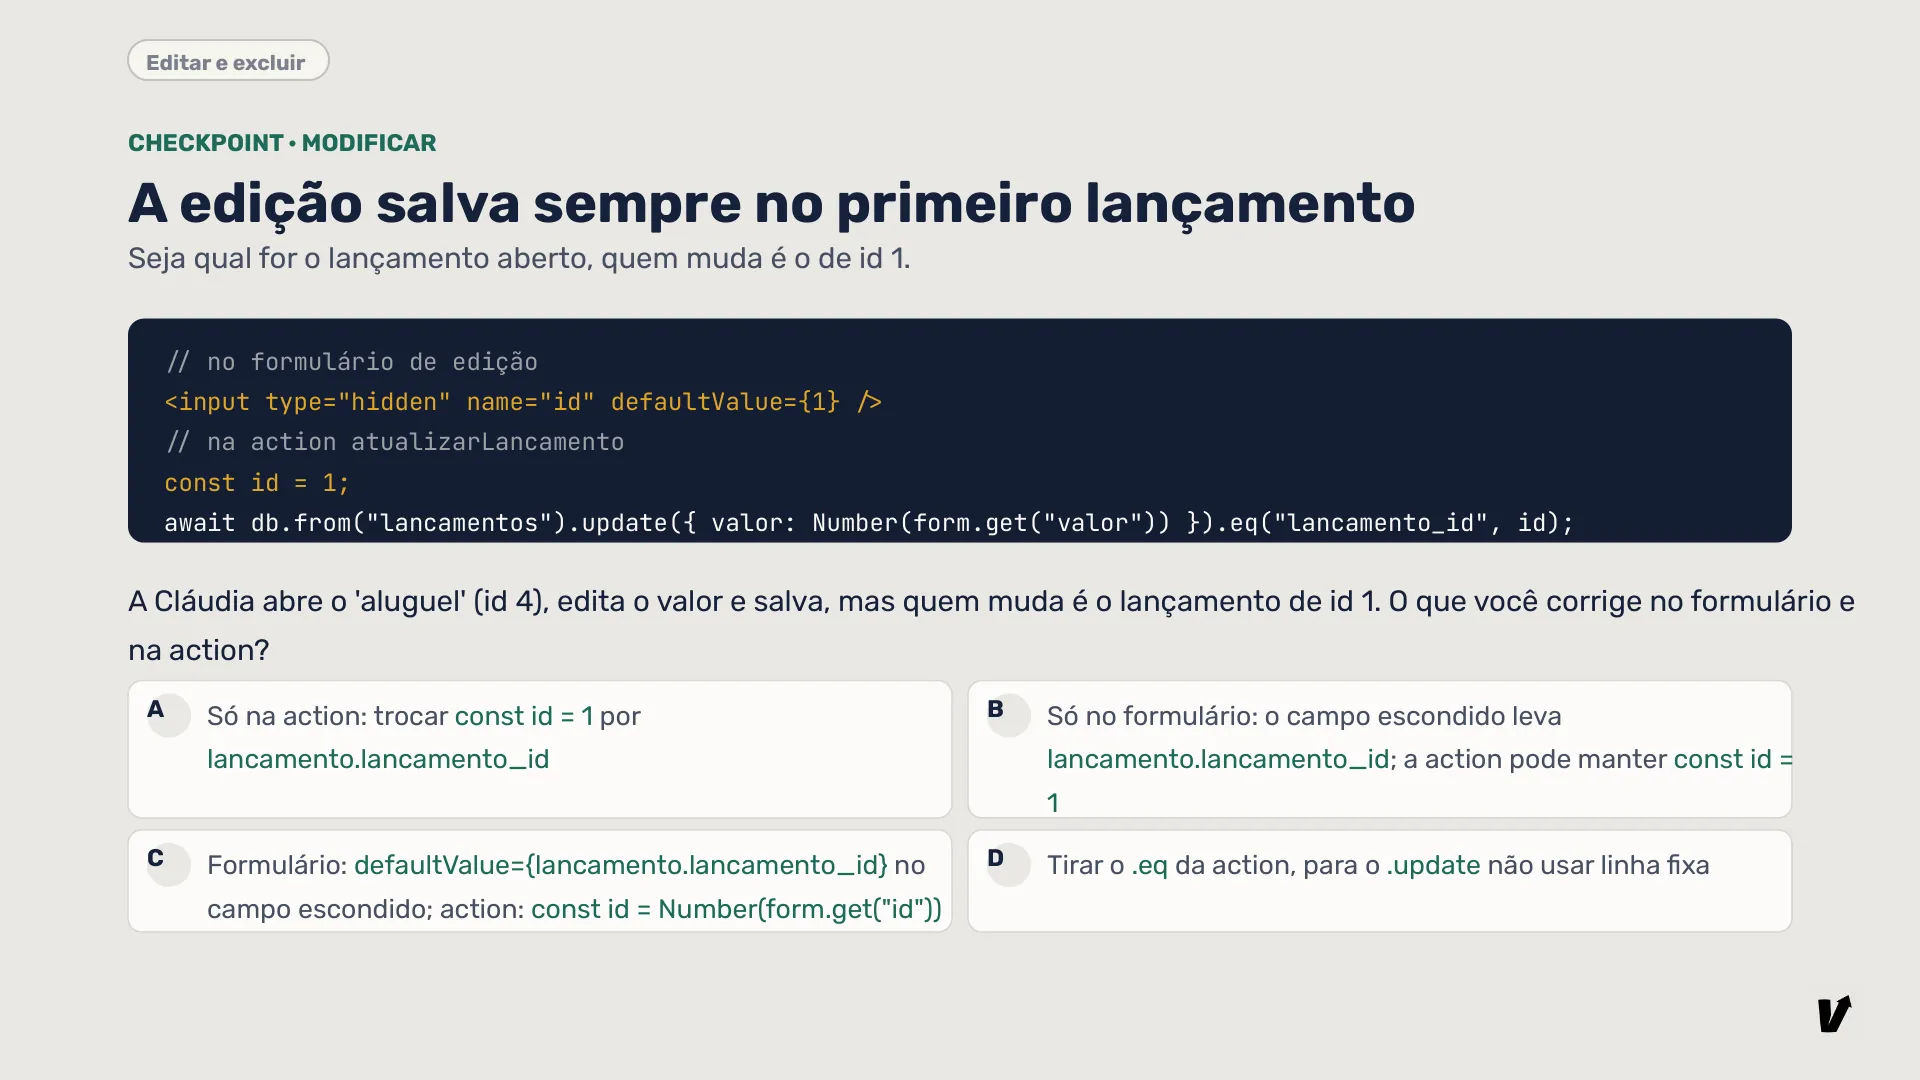 Editar e excluir
CHECKPOINT • MODIFICAR
A edição salva sempre no primeiro lançamento
Seja qual for o lançamento aberto, quem muda é o de id 1.
// no formulário de edição
<input type="hidden" name="id" defaultValue={1} />
// na action atualizarLancamento
const id = 1;
await db.from("lancamentos").update({ valor: Number(form.get("valor")) }).eq("lancamento_id", id);
A Cláudia abre o 'aluguel' (id 4), edita o valor e salva, mas quem muda é o lançamento de id 1. O que você corrige no formulário e
na action?
A
Só na action: trocar const id = 1 por
lancamento.lancamento_id
B
Só no formulário: o campo escondido leva
lancamento.lancamento_id; a action pode manter const id =
1
C
Formulário: defaultValue={lancamento.lancamento_id} no
campo escondido; action: const id = Number(form.get("id"))
D
Tirar o .eq da action, para o .update não usar linha fixa